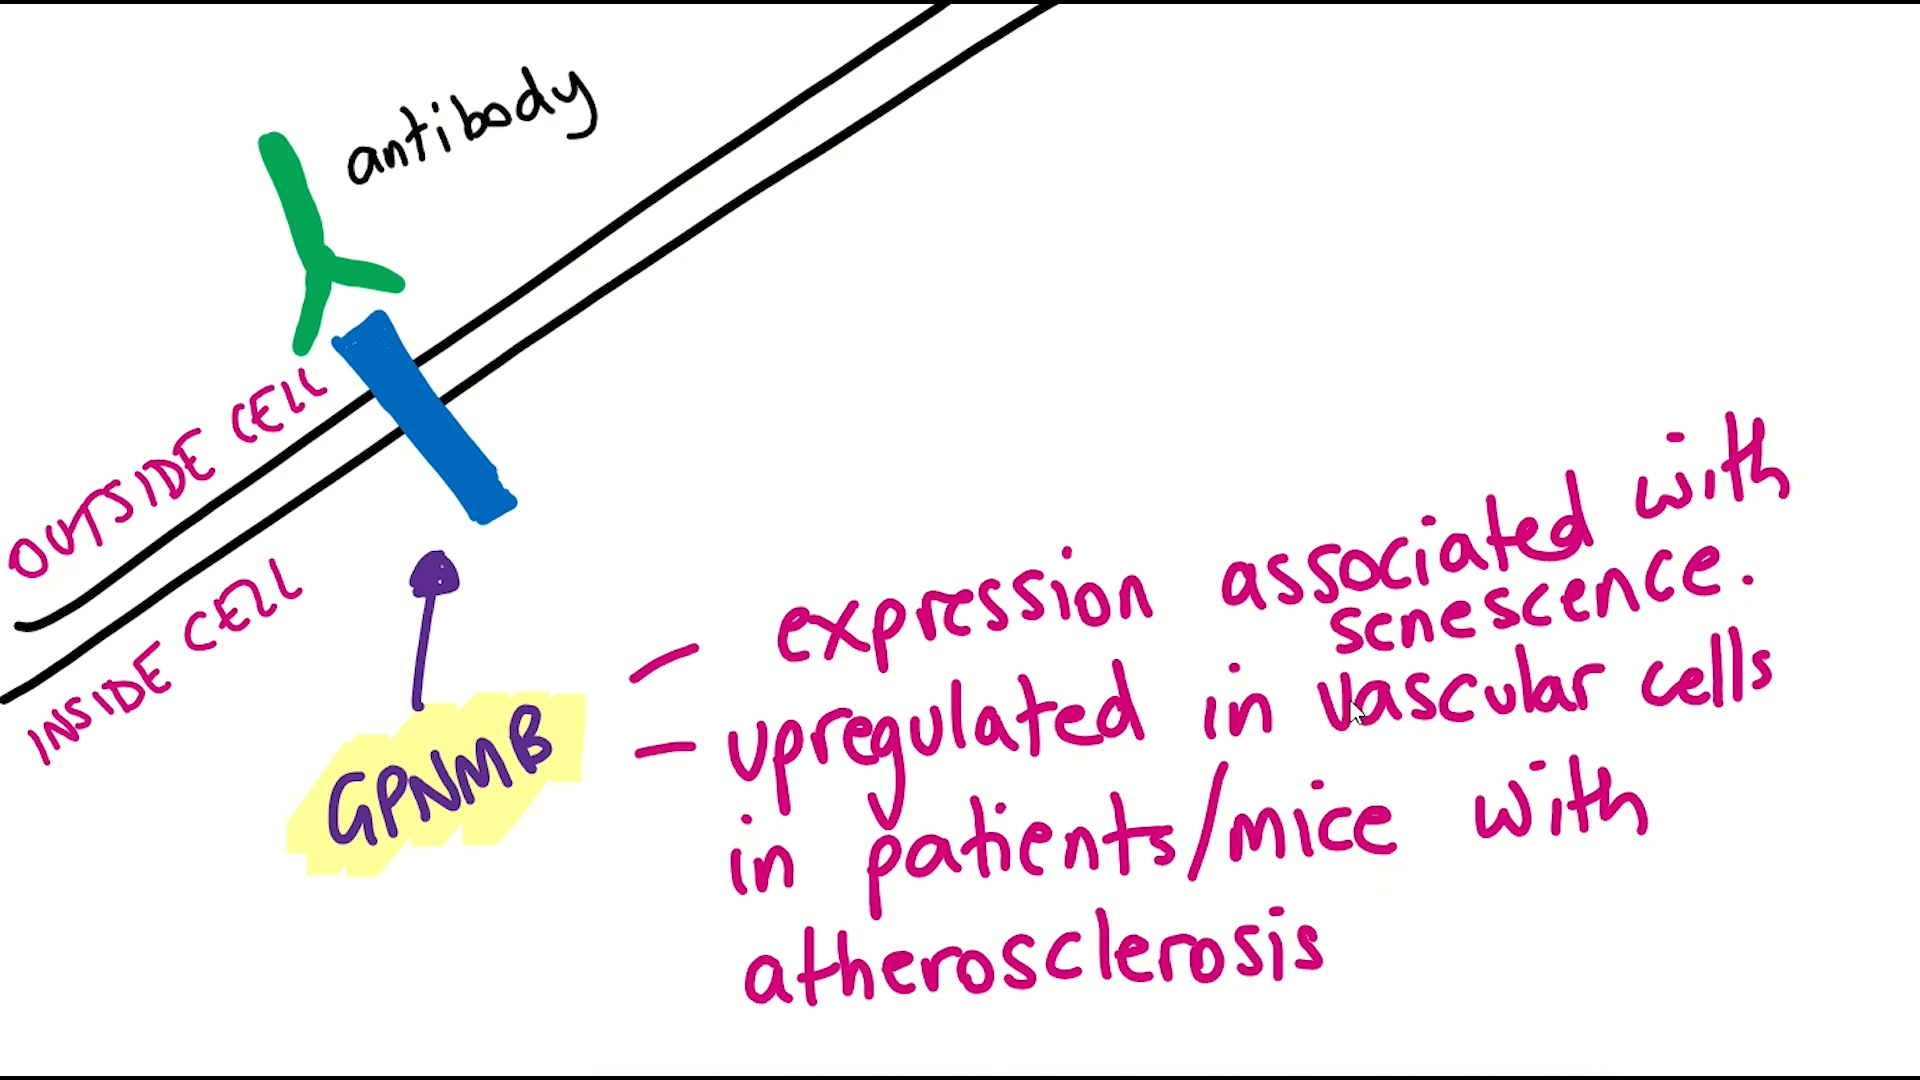 antibody
OUTSIDE CELL
INSIDE CELL
GPNMB
- expression associated with
senescence.
- upregulated in vascular cells
in patients/mice with
atherosclerosis